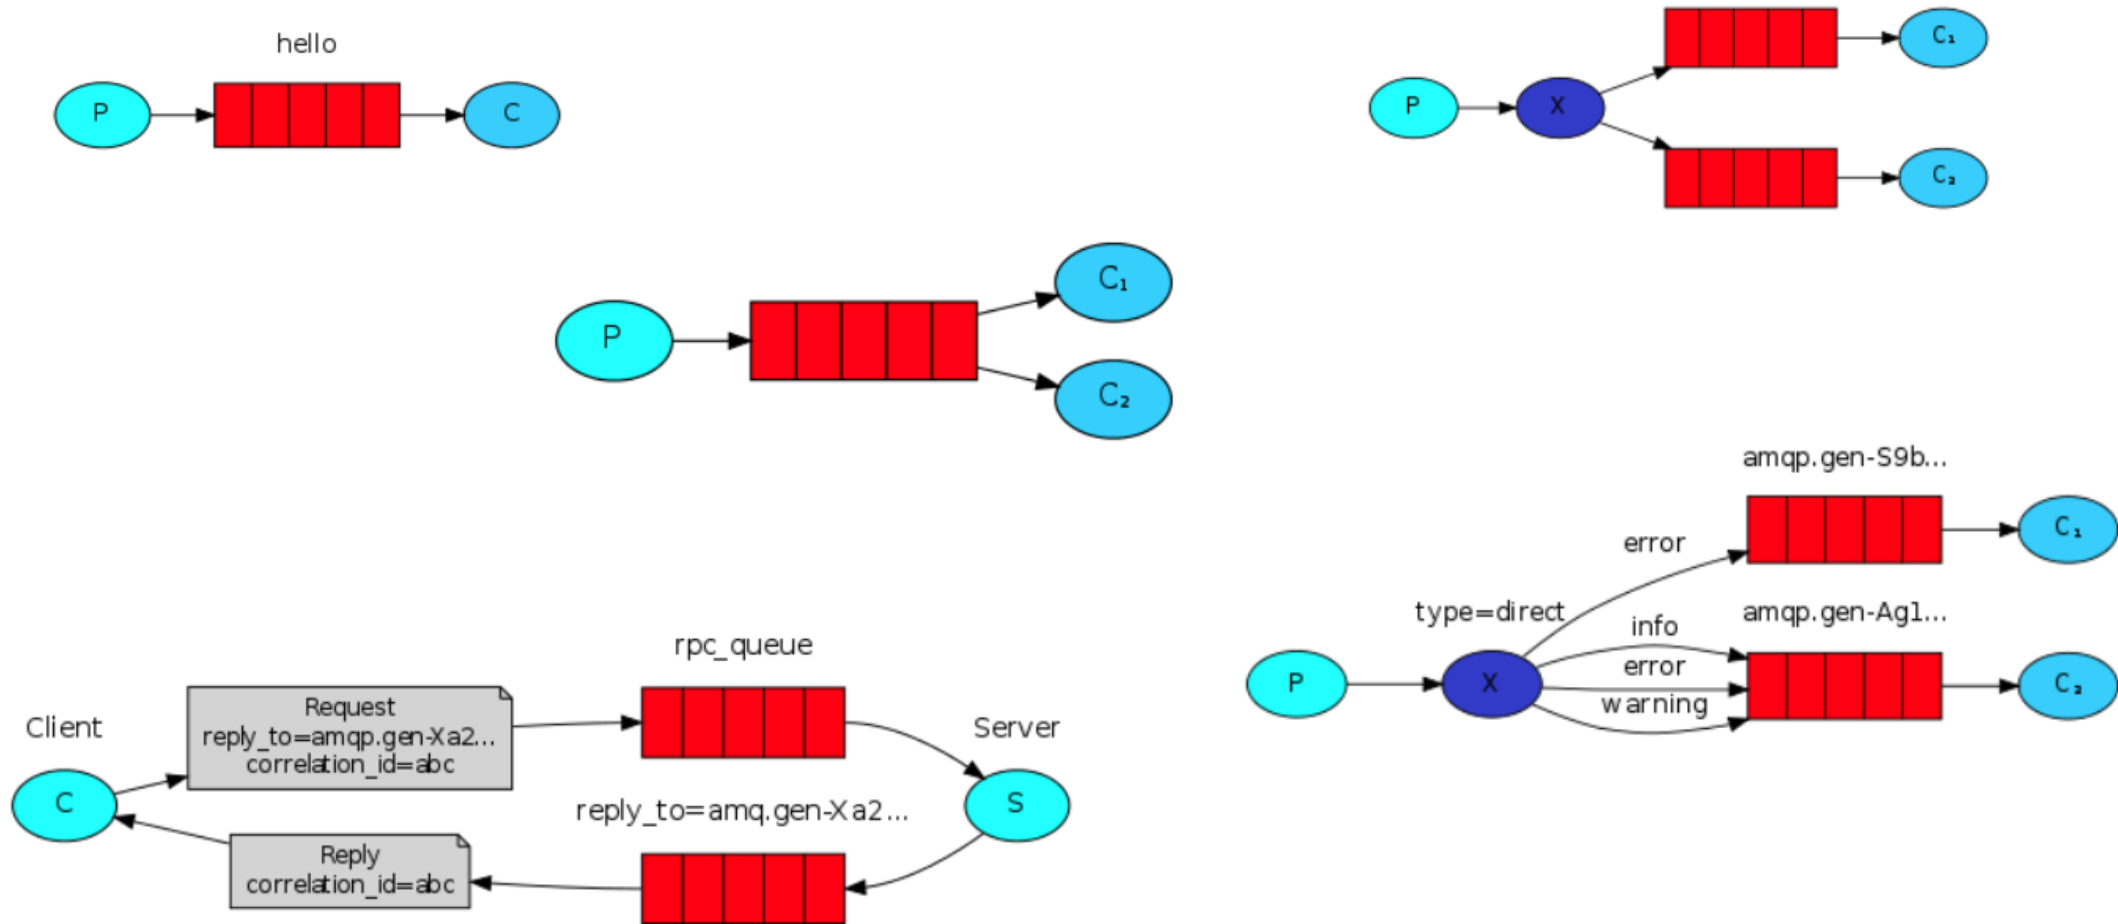 hello
P
C
P
X
C₁
C₂
P
C₁
C₂
Client
C
Request
reply_to=amqp.gen-Xa2...
correlation_id=abc
rpc_queue
Server
S
reply_to=amq.gen-Xa2...
Reply
correlation_id=abc
amqp.gen-S9b...
C₁
error
type=direct
amqp.gen-Ag1...
info
error
warning
P
X
C₂